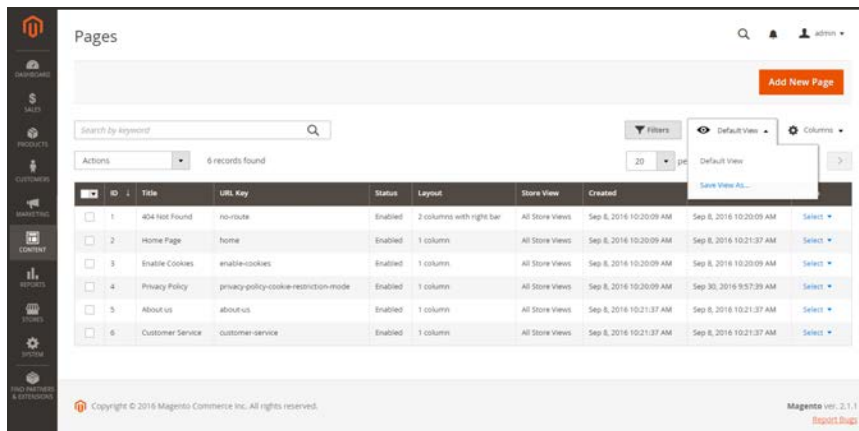 Pages
admin
DASHBOARD
SALES
PRODUCTS
CUSTOMERS
MARKETING
CONTENT
REPORTS
STORES
SYSTEM
FIND PARTNERS
& EXTENSIONS
Add New Page
Search by keyword
Filters
Default View
Columns
Actions
6 records found
20
Default View
Save View As...
ID ↓ Title URL Key Status Layout Store View Created
1 404 Not Found no-route Enabled 2 columns with right bar All Store Views Sep 8, 2016 10:20:09 AM Sep 8, 2016 10:20:09 AM Select
2 Home Page home Enabled 1 column All Store Views Sep 8, 2016 10:20:09 AM Sep 8, 2016 10:21:37 AM Select
3 Enable Cookies enable-cookies Enabled 1 column All Store Views Sep 8, 2016 10:20:09 AM Sep 8, 2016 10:20:09 AM Select
4 Privacy Policy privacy-policy-cookie-restriction-mode Enabled 1 column All Store Views Sep 8, 2016 10:20:09 AM Sep 30, 2016 9:57:39 AM Select
5 About us about-us Enabled 1 column All Store Views Sep 8, 2016 10:21:37 AM Sep 8, 2016 10:21:37 AM Select
6 Customer Service customer-service Enabled 1 column All Store Views Sep 8, 2016 10:21:37 AM Sep 8, 2016 10:21:37 AM Select
Copyright © 2016 Magento Commerce Inc. All rights reserved.
Magento ver. 2.1.1
Report Bugs